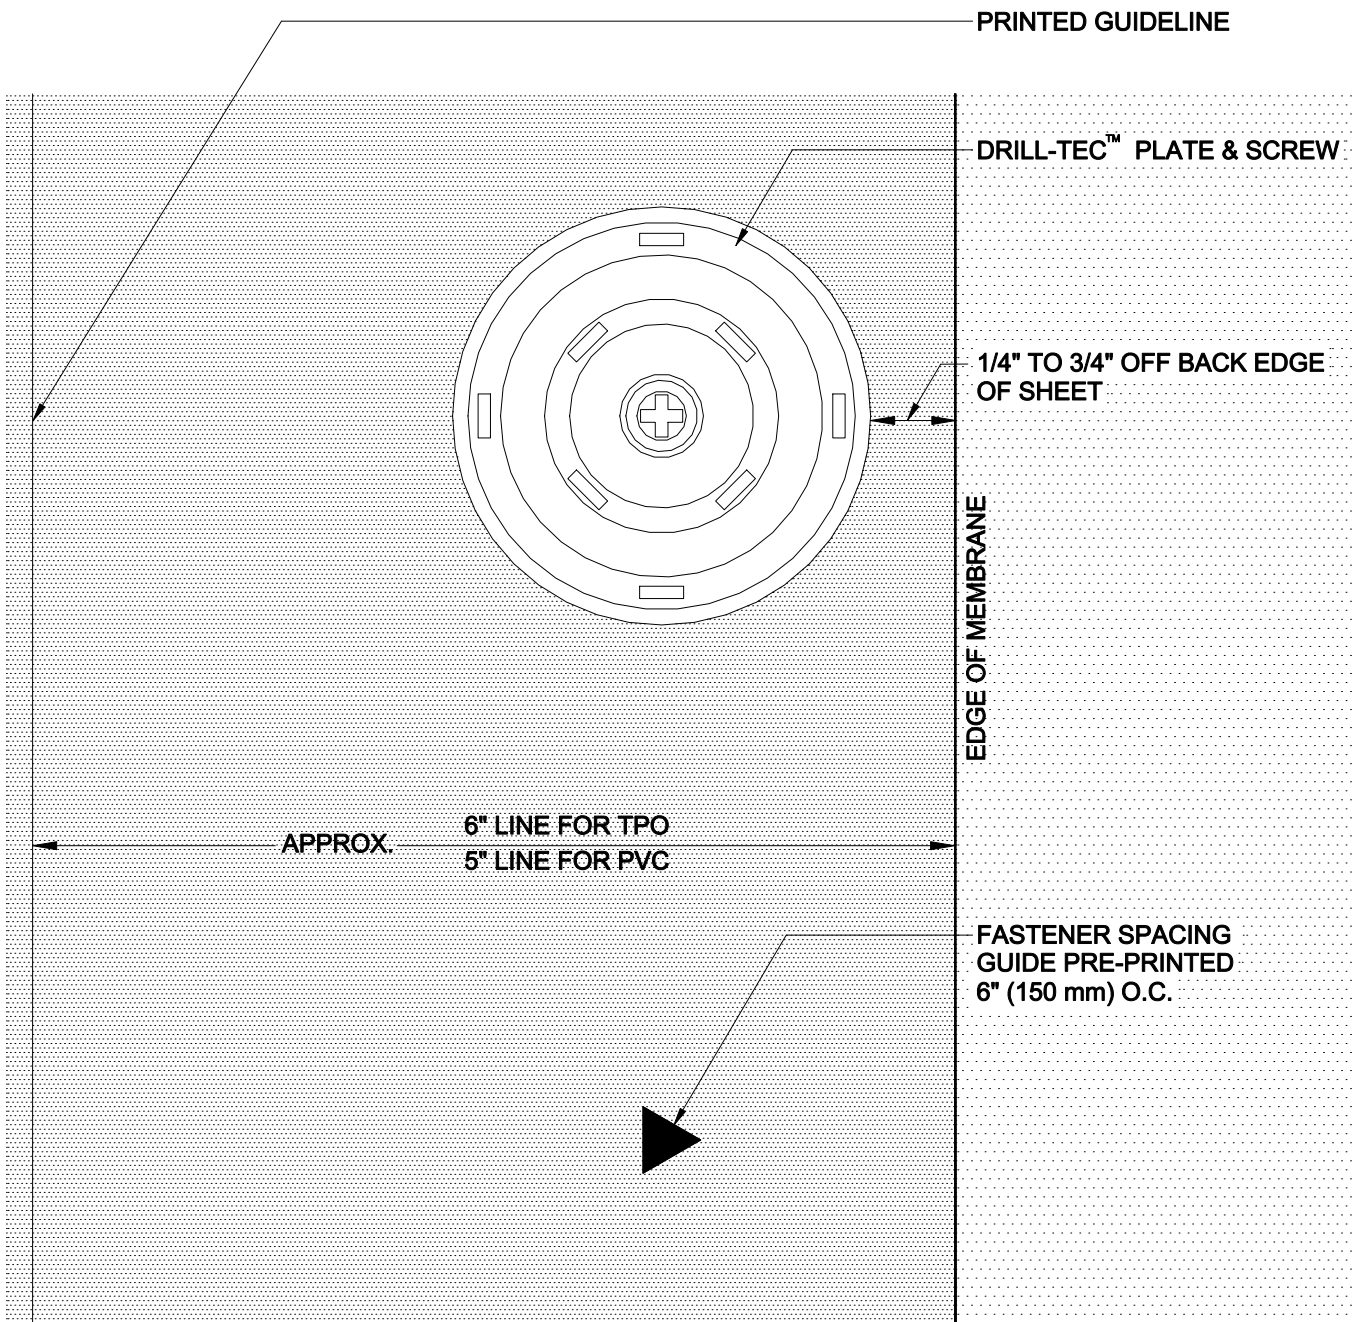 PRINTED GUIDELINE
DRILL-TEC™ PLATE & SCREW
1/4" TO 3/4" OFF BACK EDGE
OF SHEET
EDGE OF MEMBRANE
APPROX.
6" LINE FOR TPO
5" LINE FOR PVC
FASTENER SPACING
GUIDE PRE-PRINTED
6" (150 mm) O.C.